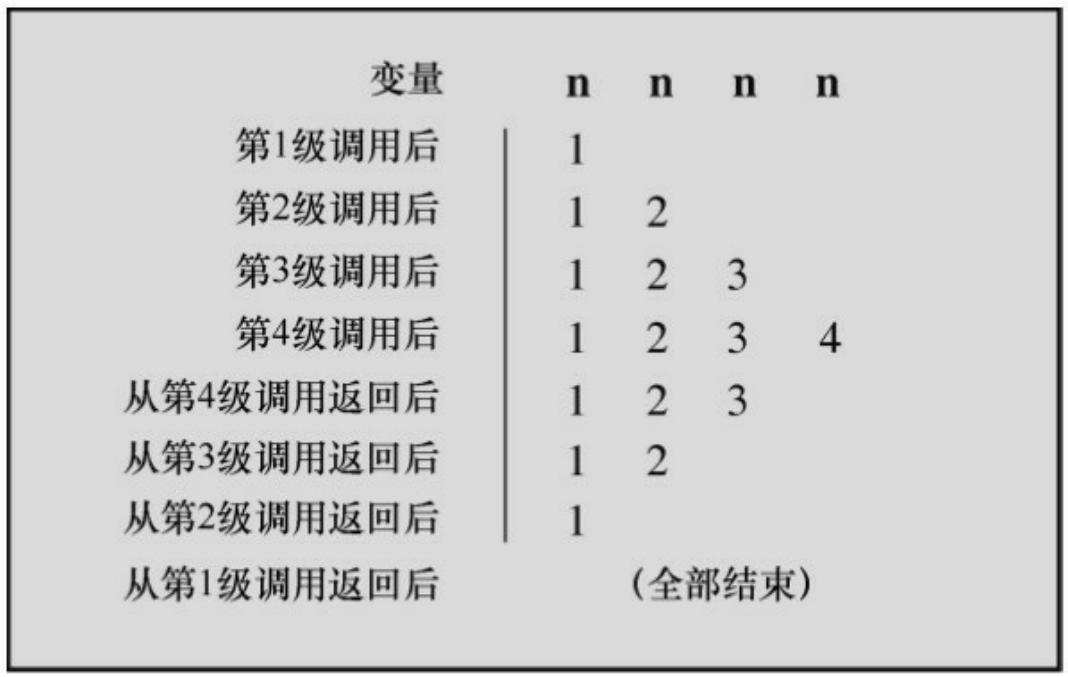 变量 n n n n
第1级调用后 1
第2级调用后 1 2
第3级调用后 1 2 3
第4级调用后 1 2 3 4
从第4级调用返回后 1 2 3
从第3级调用返回后 1 2
从第2级调用返回后 1
从第1级调用返回后 (全部结束)